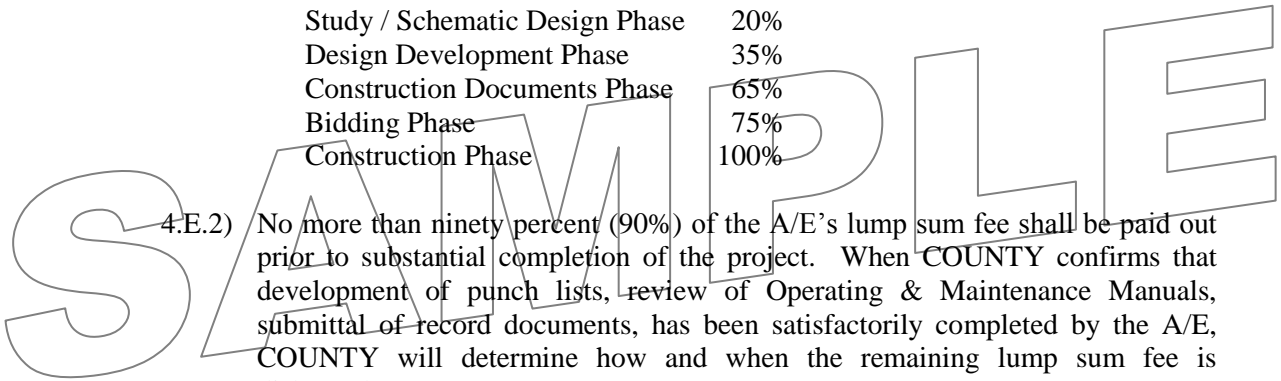 Study / Schematic Design Phase 20%
Design Development Phase 35%
Construction Documents Phase 65%
Bidding Phase 75%
Construction Phase 100%
4.E.2) No more than ninety percent (90%) of the A/E's lump sum fee shall be paid out
prior to substantial completion of the project. When COUNTY confirms that
development of punch lists, review of Operating & Maintenance Manuals,
submittal of record documents, has been satisfactorily completed by the A/E,
COUNTY will determine how and when the remaining lump sum fee is
SAMPLE